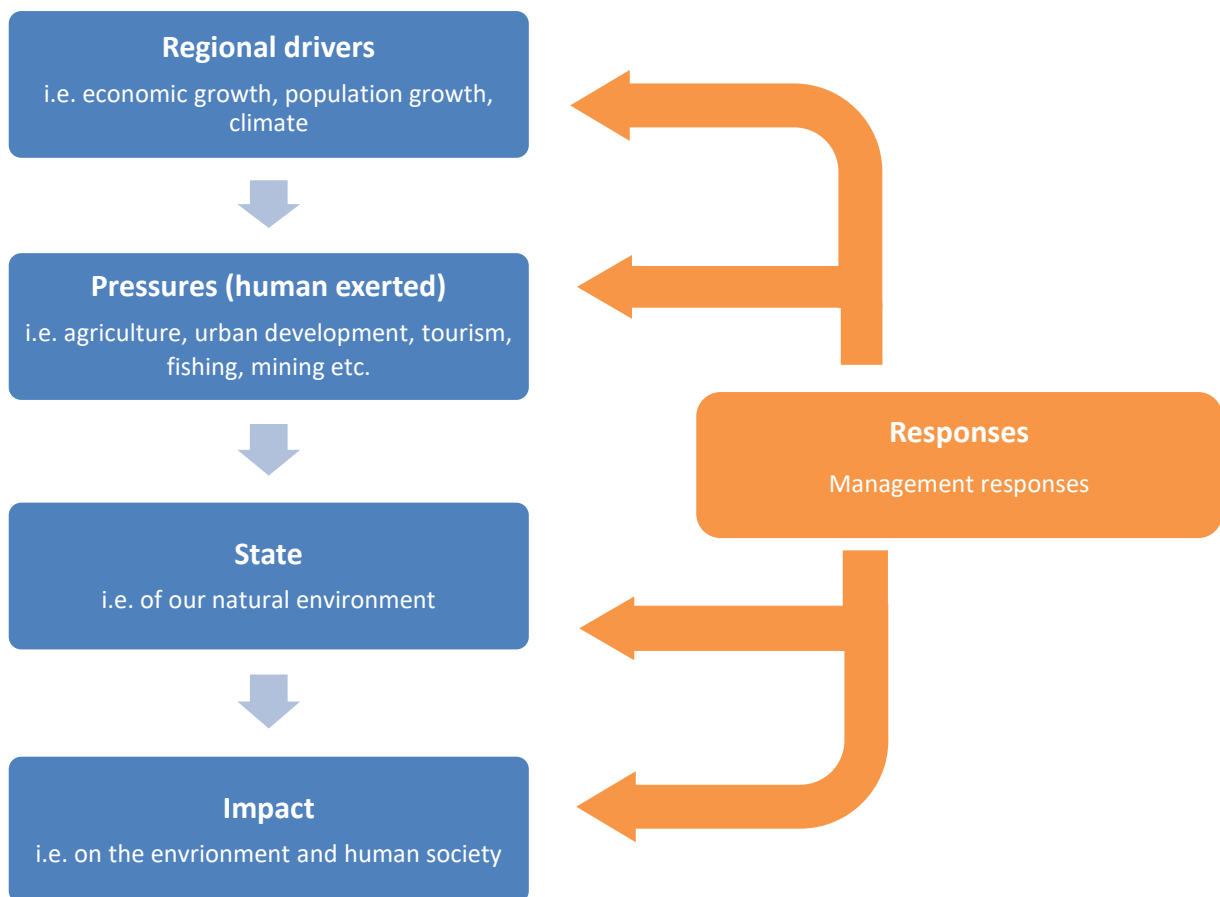 Regional drivers
i.e. economic growth, population growth,
climate
Pressures (human exerted)
i.e. agriculture, urban development, tourism,
fishing, mining etc.
Responses
Management responses
State
i.e. of our natural environment
Impact
i.e. on the envrionment and human society